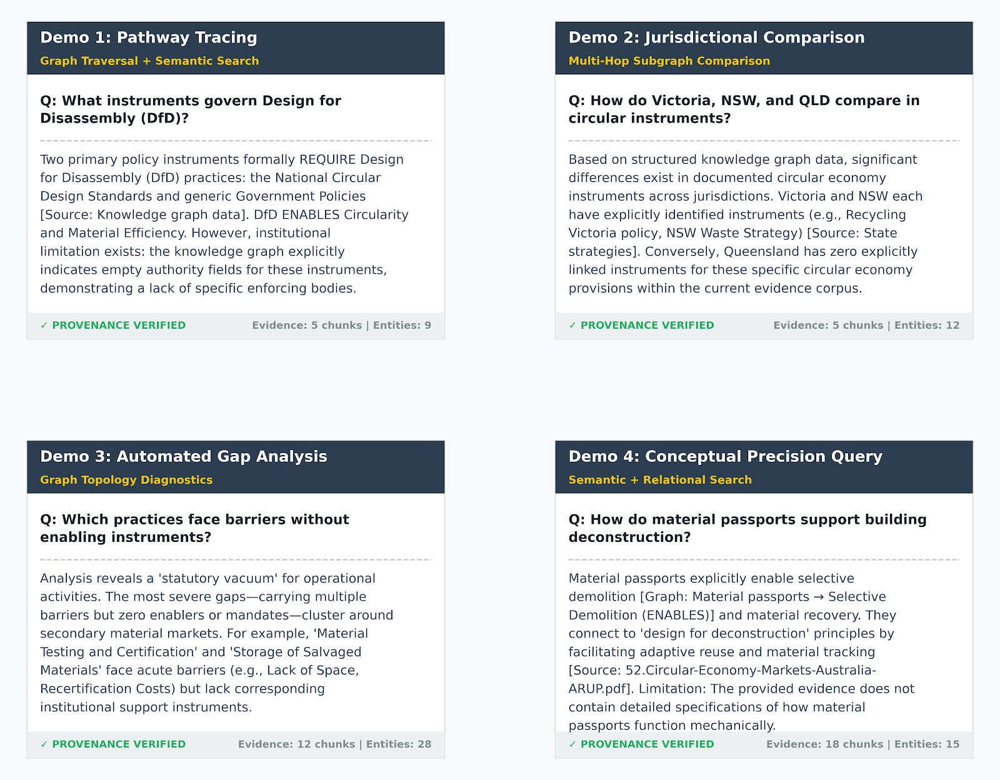 Demo 1: Pathway Tracing
Graph Traversal + Semantic Search
Q: What instruments govern Design for
Disassembly (DfD)?
Two primary policy instruments formally REQUIRE Design
for Disassembly (DfD) practices: the National Circular
Design Standards and generic Government Policies
[Source: Knowledge graph data]. DfD ENABLES Circularity
and Material Efficiency. However, institutional
limitation exists: the knowledge graph explicitly
indicates empty authority fields for these instruments,
demonstrating a lack of specific enforcing bodies.
✓ PROVENANCE VERIFIED
Evidence: 5 chunks | Entities: 9
Demo 2: Jurisdictional Comparison
Multi-Hop Subgraph Comparison
Q: How do Victoria, NSW, and QLD compare in
circular instruments?
Based on structured knowledge graph data, significant
differences exist in documented circular economy
instruments across jurisdictions. Victoria and NSW each
have explicitly identified instruments (e.g., Recycling
Victoria policy, NSW Waste Strategy) [Source: State
strategies]. Conversely, Queensland has zero explicitly
linked instruments for these specific circular economy
provisions within the current evidence corpus.
✓ PROVENANCE VERIFIED
Evidence: 5 chunks | Entities: 12
Demo 3: Automated Gap Analysis
Graph Topology Diagnostics
Q: Which practices face barriers without
enabling instruments?
Analysis reveals a 'statutory vacuum' for operational
activities. The most severe gaps—carrying multiple
barriers but zero enablers or mandates—cluster around
secondary material markets. For example, 'Material
Testing and Certification' and 'Storage of Salvaged
Materials' face acute barriers (e.g., Lack of Space,
Recertification Costs) but lack corresponding
institutional support instruments.
✓ PROVENANCE VERIFIED
Evidence: 12 chunks | Entities: 28
Demo 4: Conceptual Precision Query
Semantic + Relational Search
Q: How do material passports support building
deconstruction?
Material passports explicitly enable selective
demolition [Graph: Material passports → Selective
Demolition (ENABLES)] and material recovery. They
connect to 'design for deconstruction' principles by
facilitating adaptive reuse and material tracking
[Source: 52.Circular-Economy-Markets-Australia-
ARUP.pdf]. Limitation: The provided evidence does not
contain detailed specifications of how material
passports function mechanically.
✓ PROVENANCE VERIFIED
Evidence: 18 chunks | Entities: 15